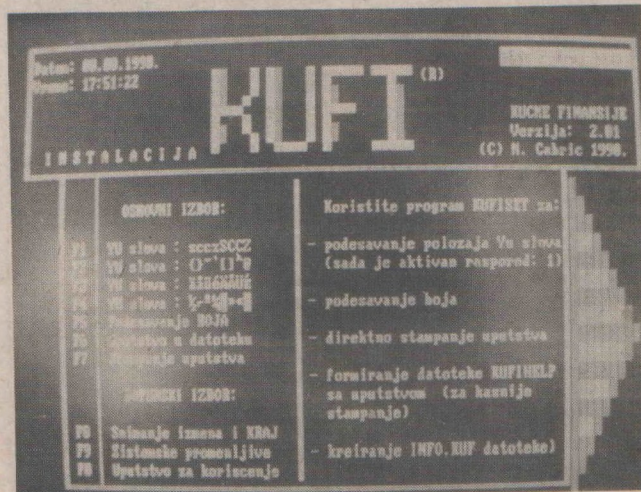 Datum: 08.08.1990.
Vreme: 17:51:22
KUFI (R)
KUCNE FINANSIJE
Verzija: 2.01
INSTALACIJA
(C) M. Cabric 1990.
OSNOVNI IZBOR:
F1 YU slova : scczSCCZ
F2 YU slova :
F3 YU slova :
F4 YU slova :
F5 Podesavanje BOJA
F6 Uputstvo u datoteku
F7 uputstva
DOPUNSKI IZBOR:
F8 Snimanje izmena i KRAJ
F9 Sistemske promenljive
Uputstvo za koriscenje
Koristite program KUFISET za:
- podesavanje polozaja Yu slova
(sada je aktivan raspored: 1)
- podesavanje boja
- direktno stampanje uputstva
- formiranje datoteke KUFIHELP
sa uputstvom (za kasnije
stampanje)
- kreiranje INFO.KUF datoteke)